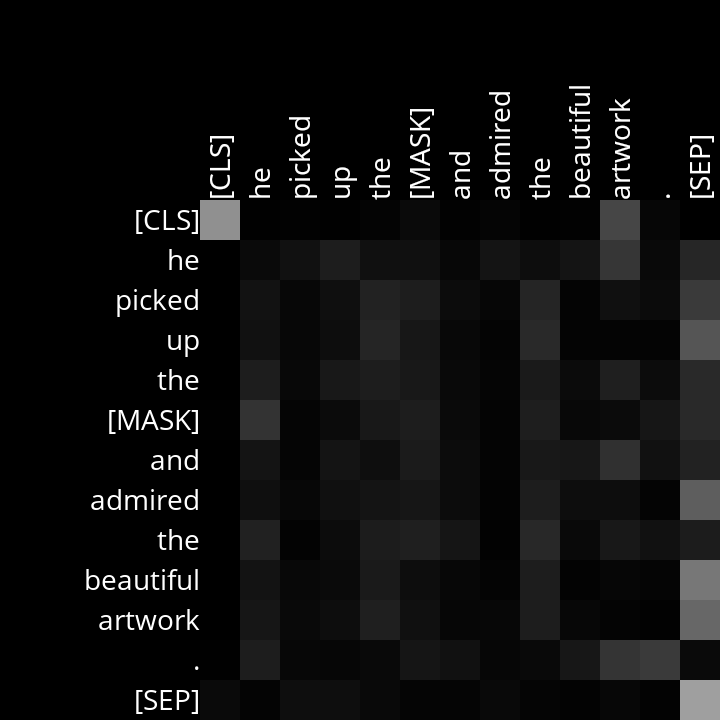 [CLS] he picked up the [MASK] and admired the beautiful artwork . [SEP]
[CLS]
he
picked
up
the
[MASK]
and
admired
the
beautiful
artwork
.
[SEP]